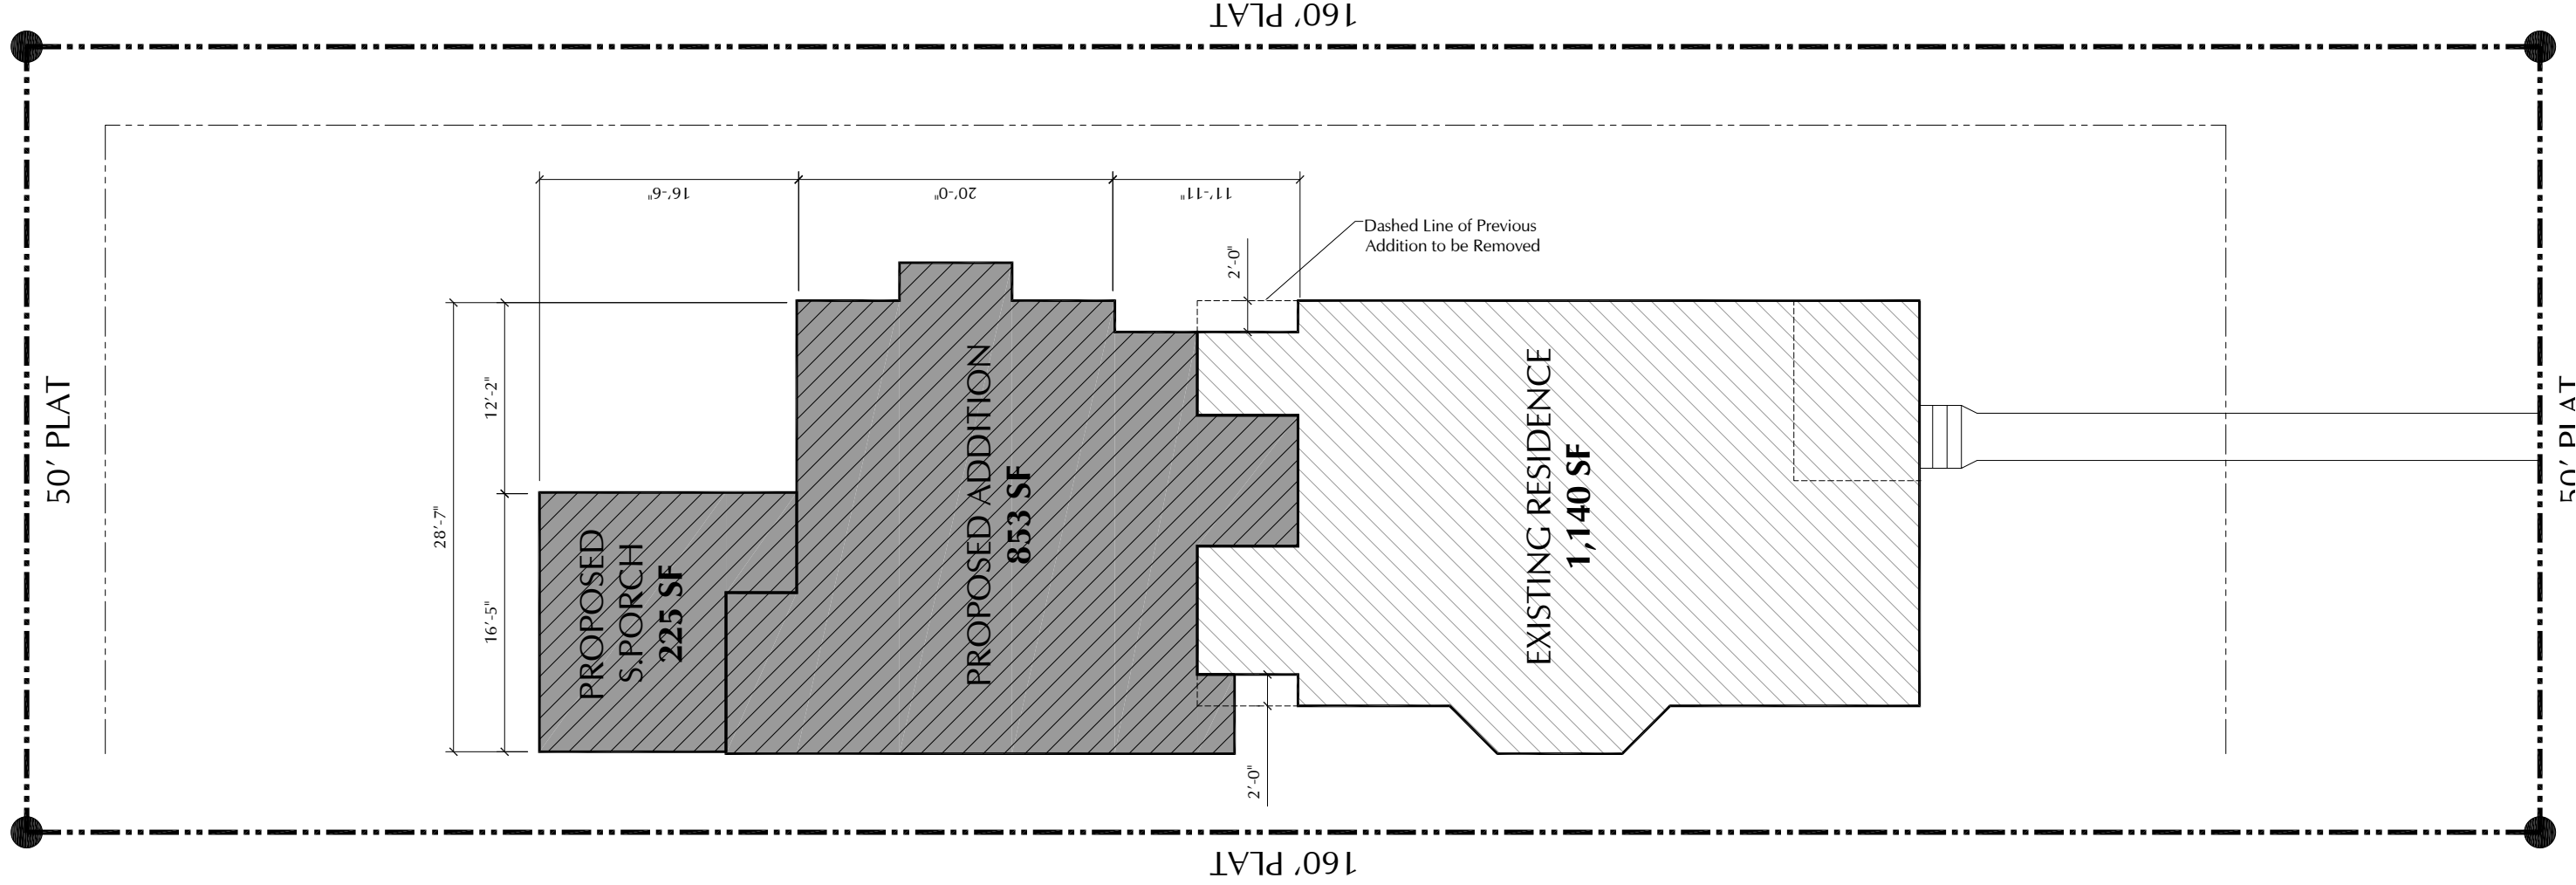 160' PLAT
16'-6"
20'-0"
11'-11"
Dashed Line of Previous
Addition to be Removed
2'-0"
50' PLAT
50' PLAT
12'-2"
28'-7"
16'-5"
PROPOSED
S.PORCH
225 SF
PROPOSED ADDITION
853 SF
EXISTING RESIDENCE
1,140 SF
2'-0"
160' PLAT